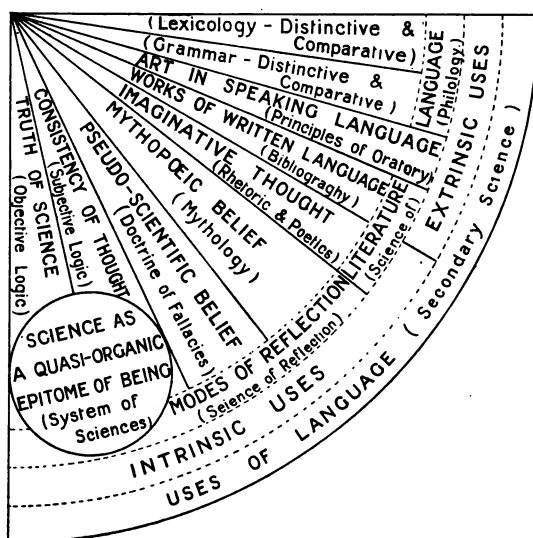 (Lexicology - Distinctive & Comparative)
(Grammar - Distinctive & Comparative)
ART IN SPEAKING LANGUAGE
(Principles of Oratory)
WORKS OF WRITTEN LANGUAGE
(Bibliograghy)
IMAGINATIVE THOUGHT
(Rhetoric & Poetics)
MYTHOPŒIC BELIEF
(Mythology)
PSEUDO-SCIENTIFIC BELIEF
(Doctrine of Fallacies)
CONSISTENCY OF THOUGHT
(Subjective Logic)
TRUTH OF SCIENCE
(Objective Logic)
SCIENCE AS
A QUASI-ORGANIC
EPITOME OF BEING
(System of
Sciences)
LANGUAGE
(Philology)
LITERATURE
(Science of)
MODES OF REFLECTION
(Science of Reflection)
EXTRINSIC USES
INTRINSIC USES
USES OF LANGUAGE (Secondary Science)